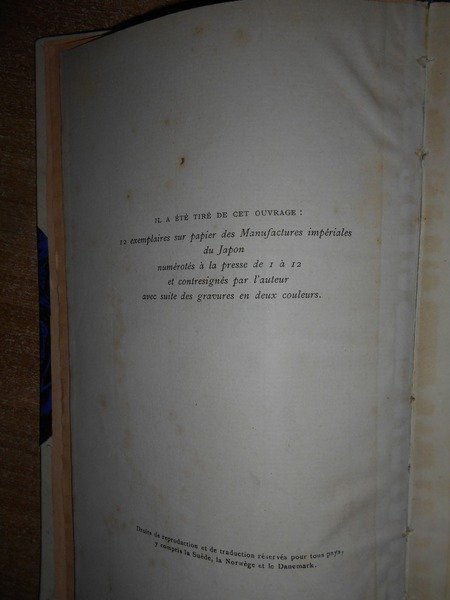 IL A ÉTÉ TIRÉ DE CET OUVRAGE :
12 exemplaires sur papier des Manufactures impériales
du Japon
numérotés à la presse de 1 à 12
et contresignés par l'auteur
avec suite des gravures en deux couleurs.
Droits de reproduction et de traduction réservés pour tous pays,
y compris la Suède, la Norwège et le Danemark.